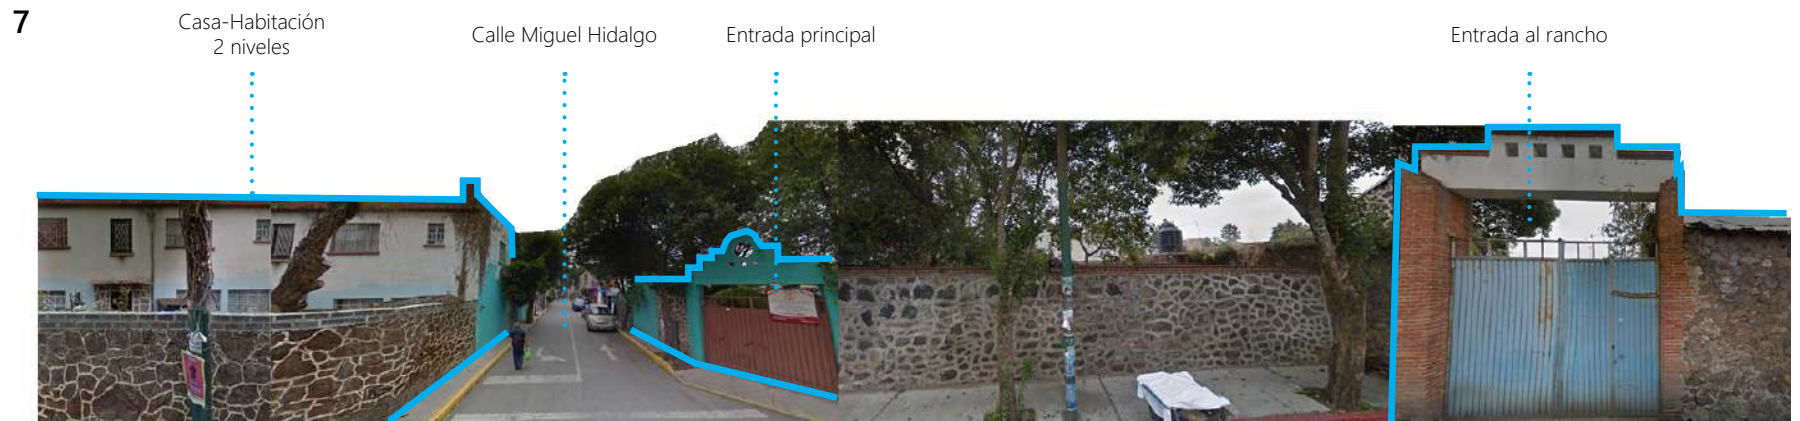 7
Casa-Habitación
2 niveles
Calle Miguel Hidalgo
Entrada principal
Entrada al rancho